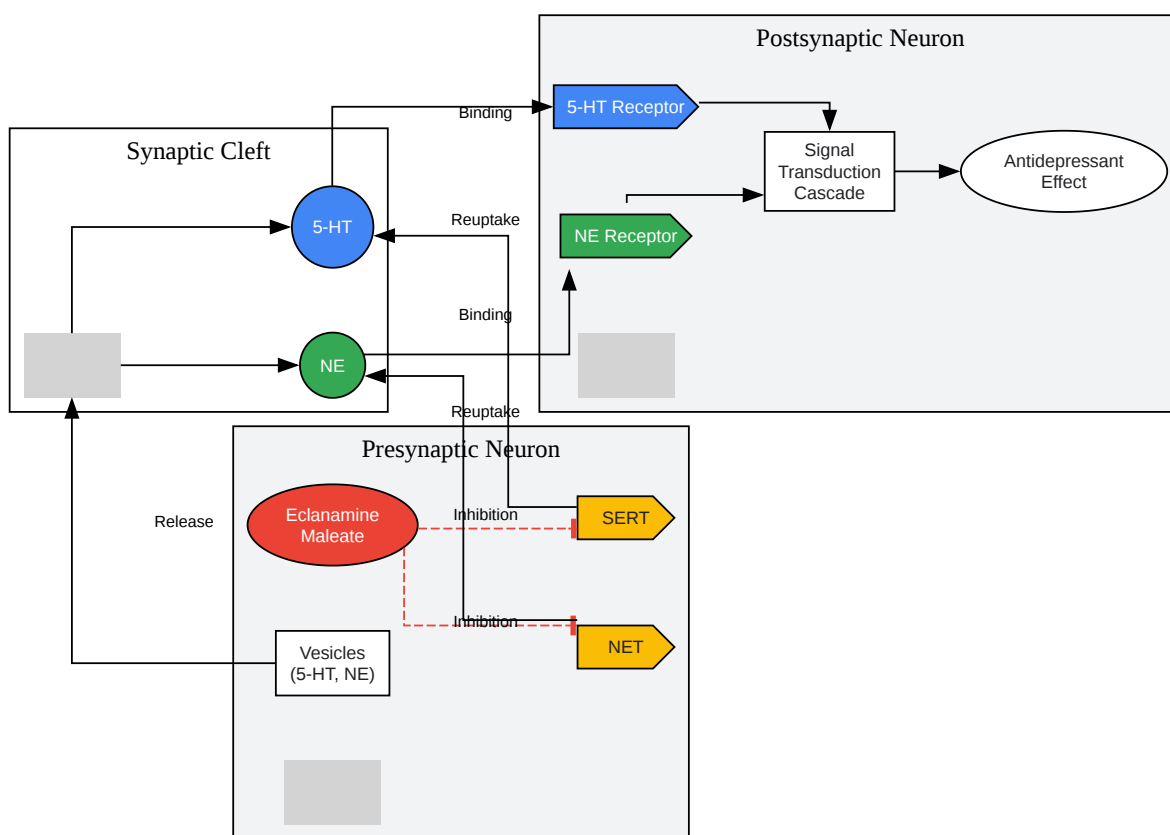 Postsynaptic Neuron
5-HT Receptor
Binding
Signal
Transduction
Cascade
Antidepressant
Effect
Synaptic Cleft
5-HT
Reuptake
NE Receptor
Binding
NE
Reuptake
Presynaptic Neuron
Release
Eclanamine
Maleate
Inhibition
SERT
Inhibition
NET
Vesicles
(5-HT, NE)